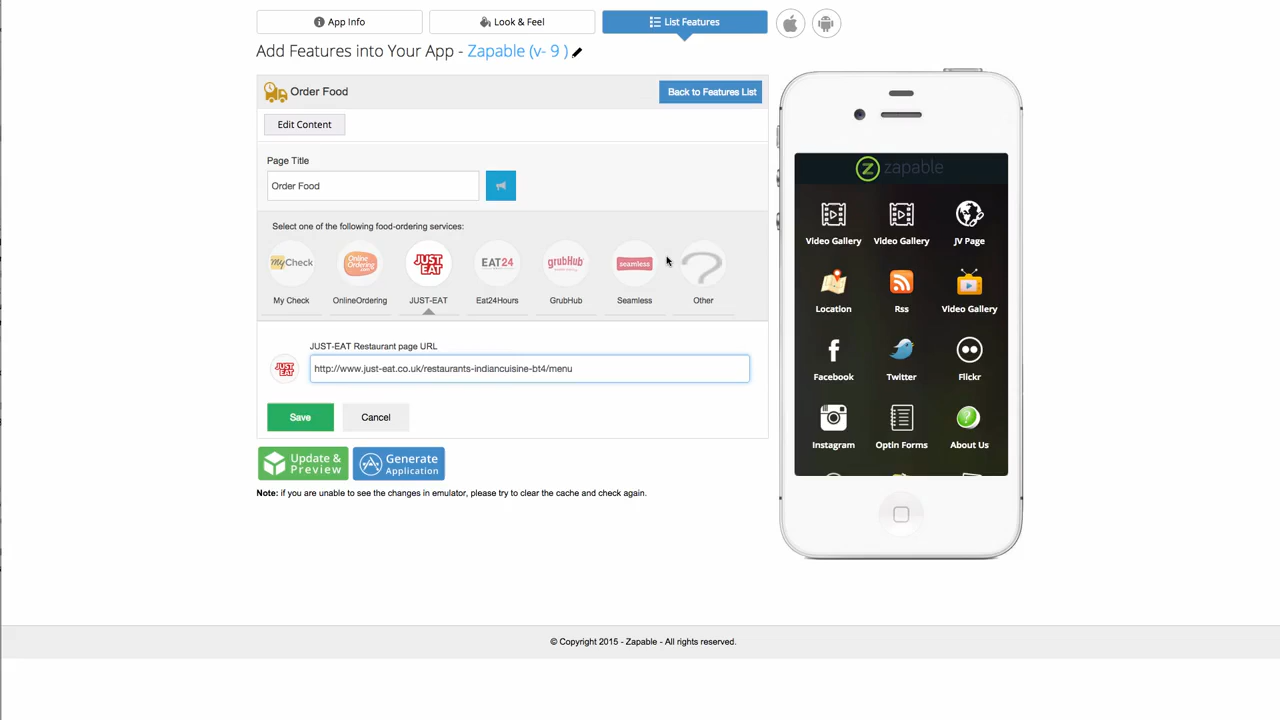 App Info
Look & Feel
List Features
Add Features into Your App - Zapable (v- 9 )
Order Food
Back to Features List
Edit Content
Page Title
Order Food
Select one of the following food-ordering services:
MyCheck
Online Ordering
JUST EAT
EAT24
GrubHub
seamless
My Check
OnlineOrdering
JUST-EAT
Eat24Hours
GrubHub
Seamless
Other
JUST-EAT Restaurant page URL
JUST EAT
http://www.just-eat.co.uk/restaurants-indiancuisine-bt4/menu
Save
Cancel
Update & Preview
Generate Application
Note: if you are unable to see the changes in emulator, please try to clear the cache and check again.
zapable
Video Gallery
Video Gallery
JV Page
Location
Rss
Video Gallery
Facebook
Twitter
Flickr
Instagram
Optin Forms
About Us
© Copyright 2015 - Zapable - All rights reserved.